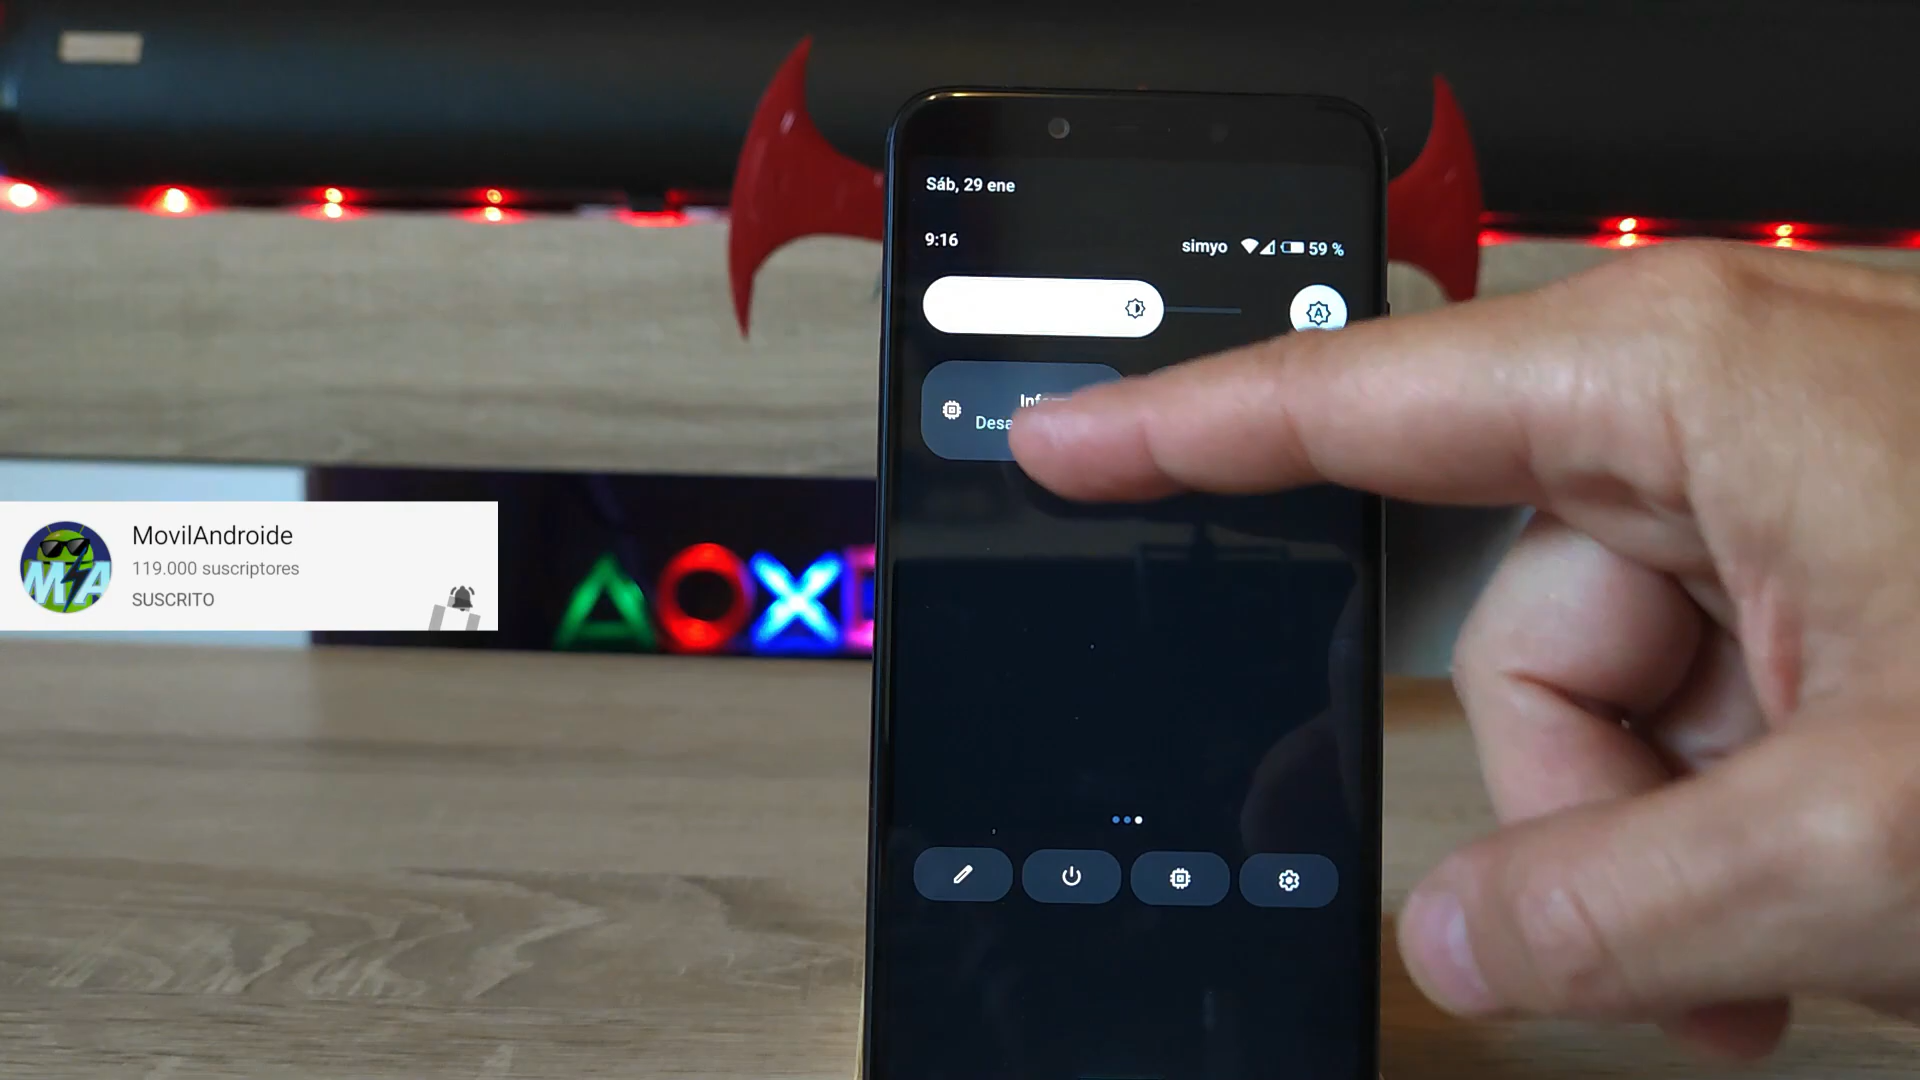 Sáb, 29 ene
9:16
simyo
59 %
A
MovilAndroide
119.000 suscriptores
SUSCRITO
M A